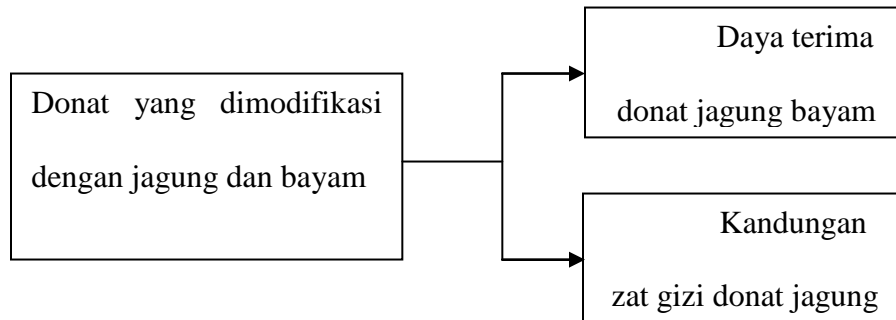 Donat yang dimodifikasi
dengan jagung dan bayam
Daya terima
donat jagung bayam
Kandungan
zat gizi donat jagung